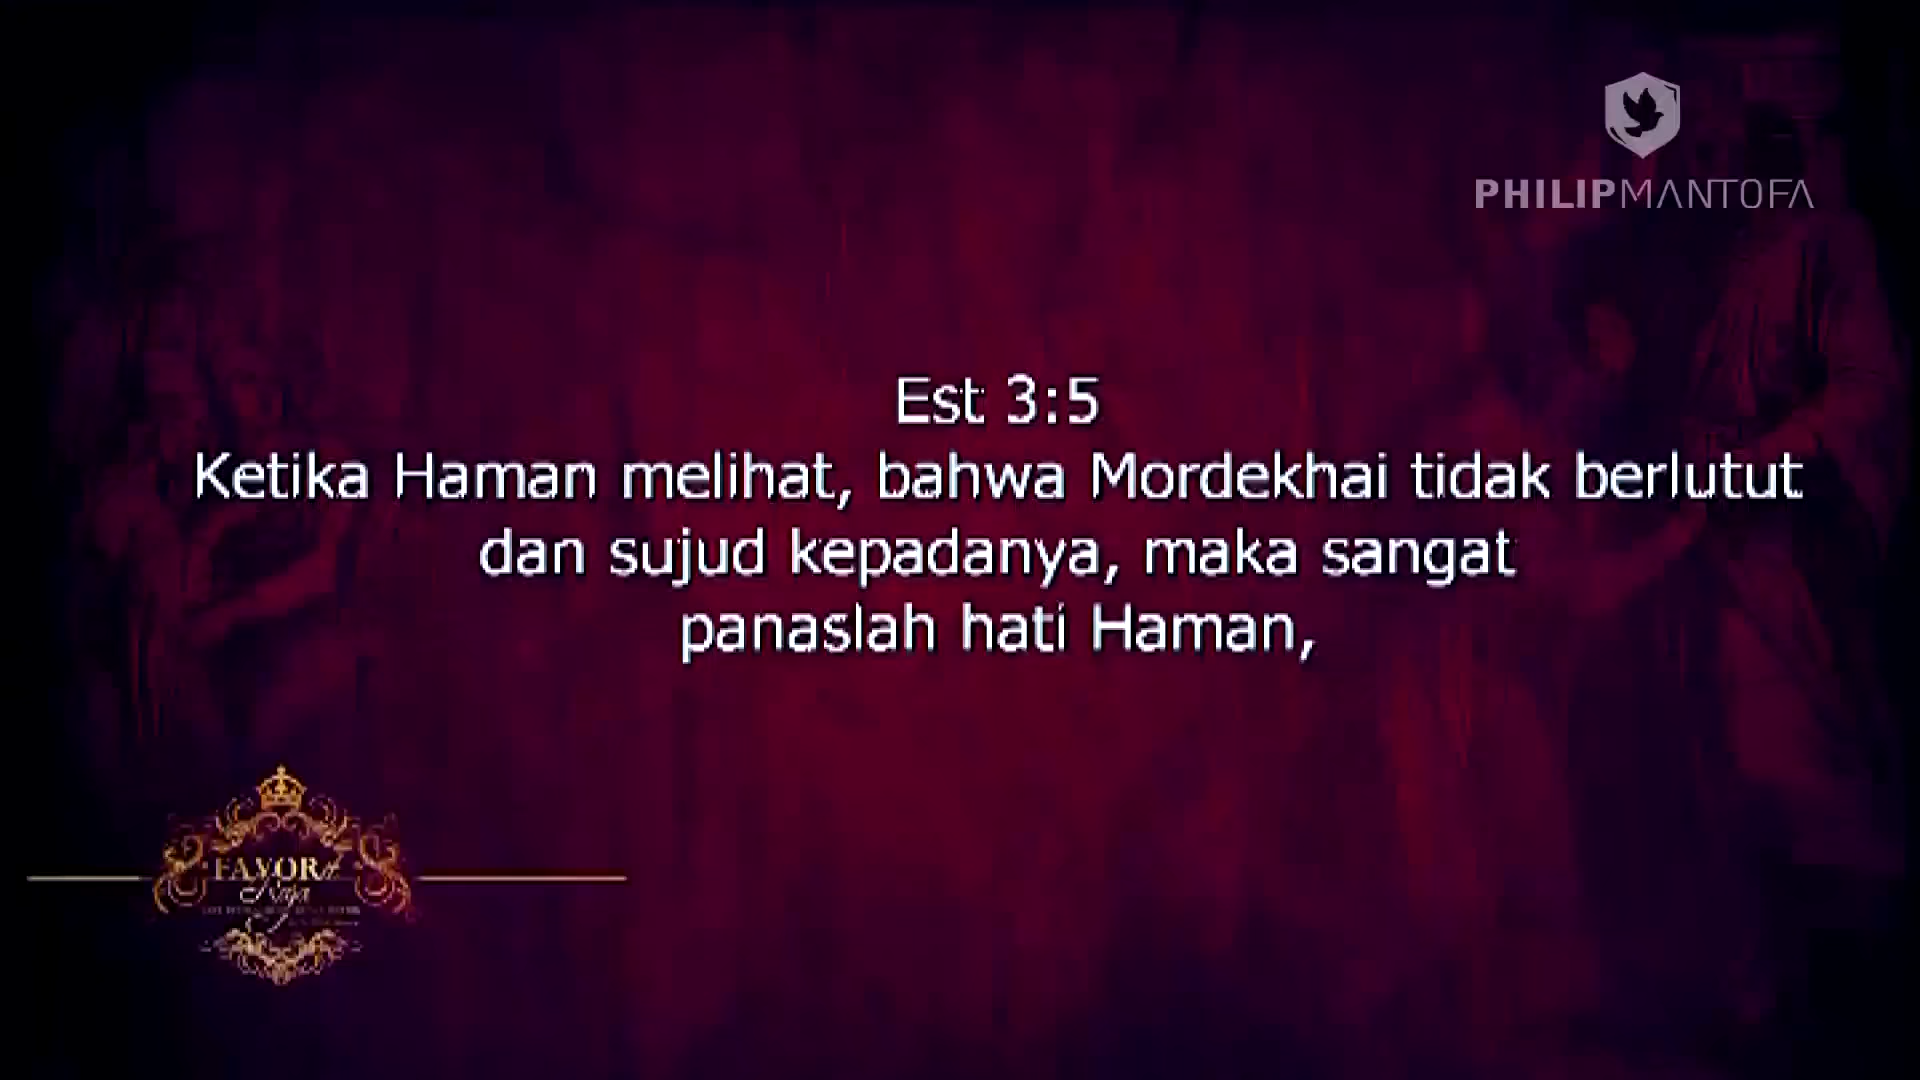 PHILIPMANTOFA
Est 3:5
Ketika Haman melihat, bahwa Mordekhai tidak berlutut
dan sujud kepadanya, maka sangat
panaslah hati Haman,
FAVOR
Raja